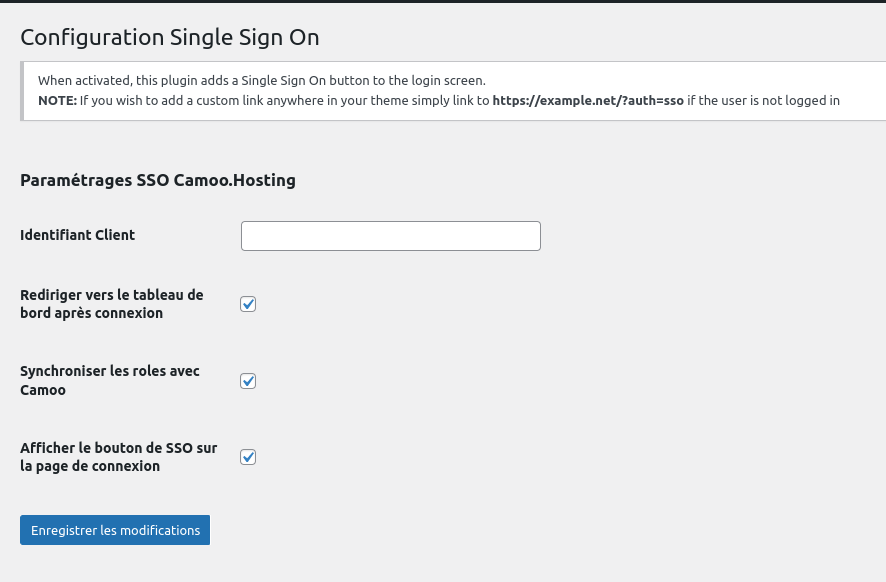 Configuration Single Sign On
When activated, this plugin adds a Single Sign On button to the login screen.
NOTE: If you wish to add a custom link anywhere in your theme simply link to https://example.net/?auth=sso if the user is not logged in
Paramétrages SSO Camoo.Hosting
Identifiant Client
Rediriger vers le tableau de
bord après connexion
Synchroniser les roles avec
Camoo
Afficher le bouton de SSO sur
la page de connexion
Enregistrer les modifications